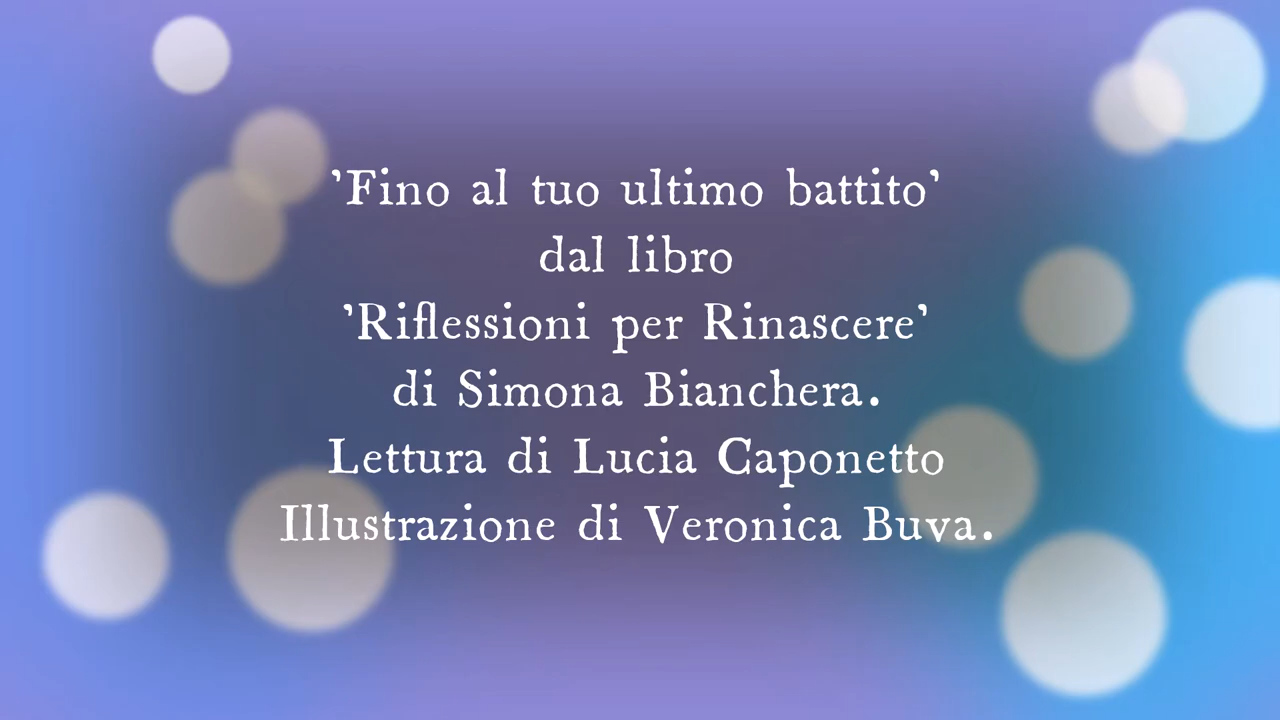 ’Fino al tuo ultimo battito’
dal libro
’Riflessioni per Rinascere’
di Simona Bianchera.
Lettura di Lucia Caponetto
Illustrazione di Veronica Buva.